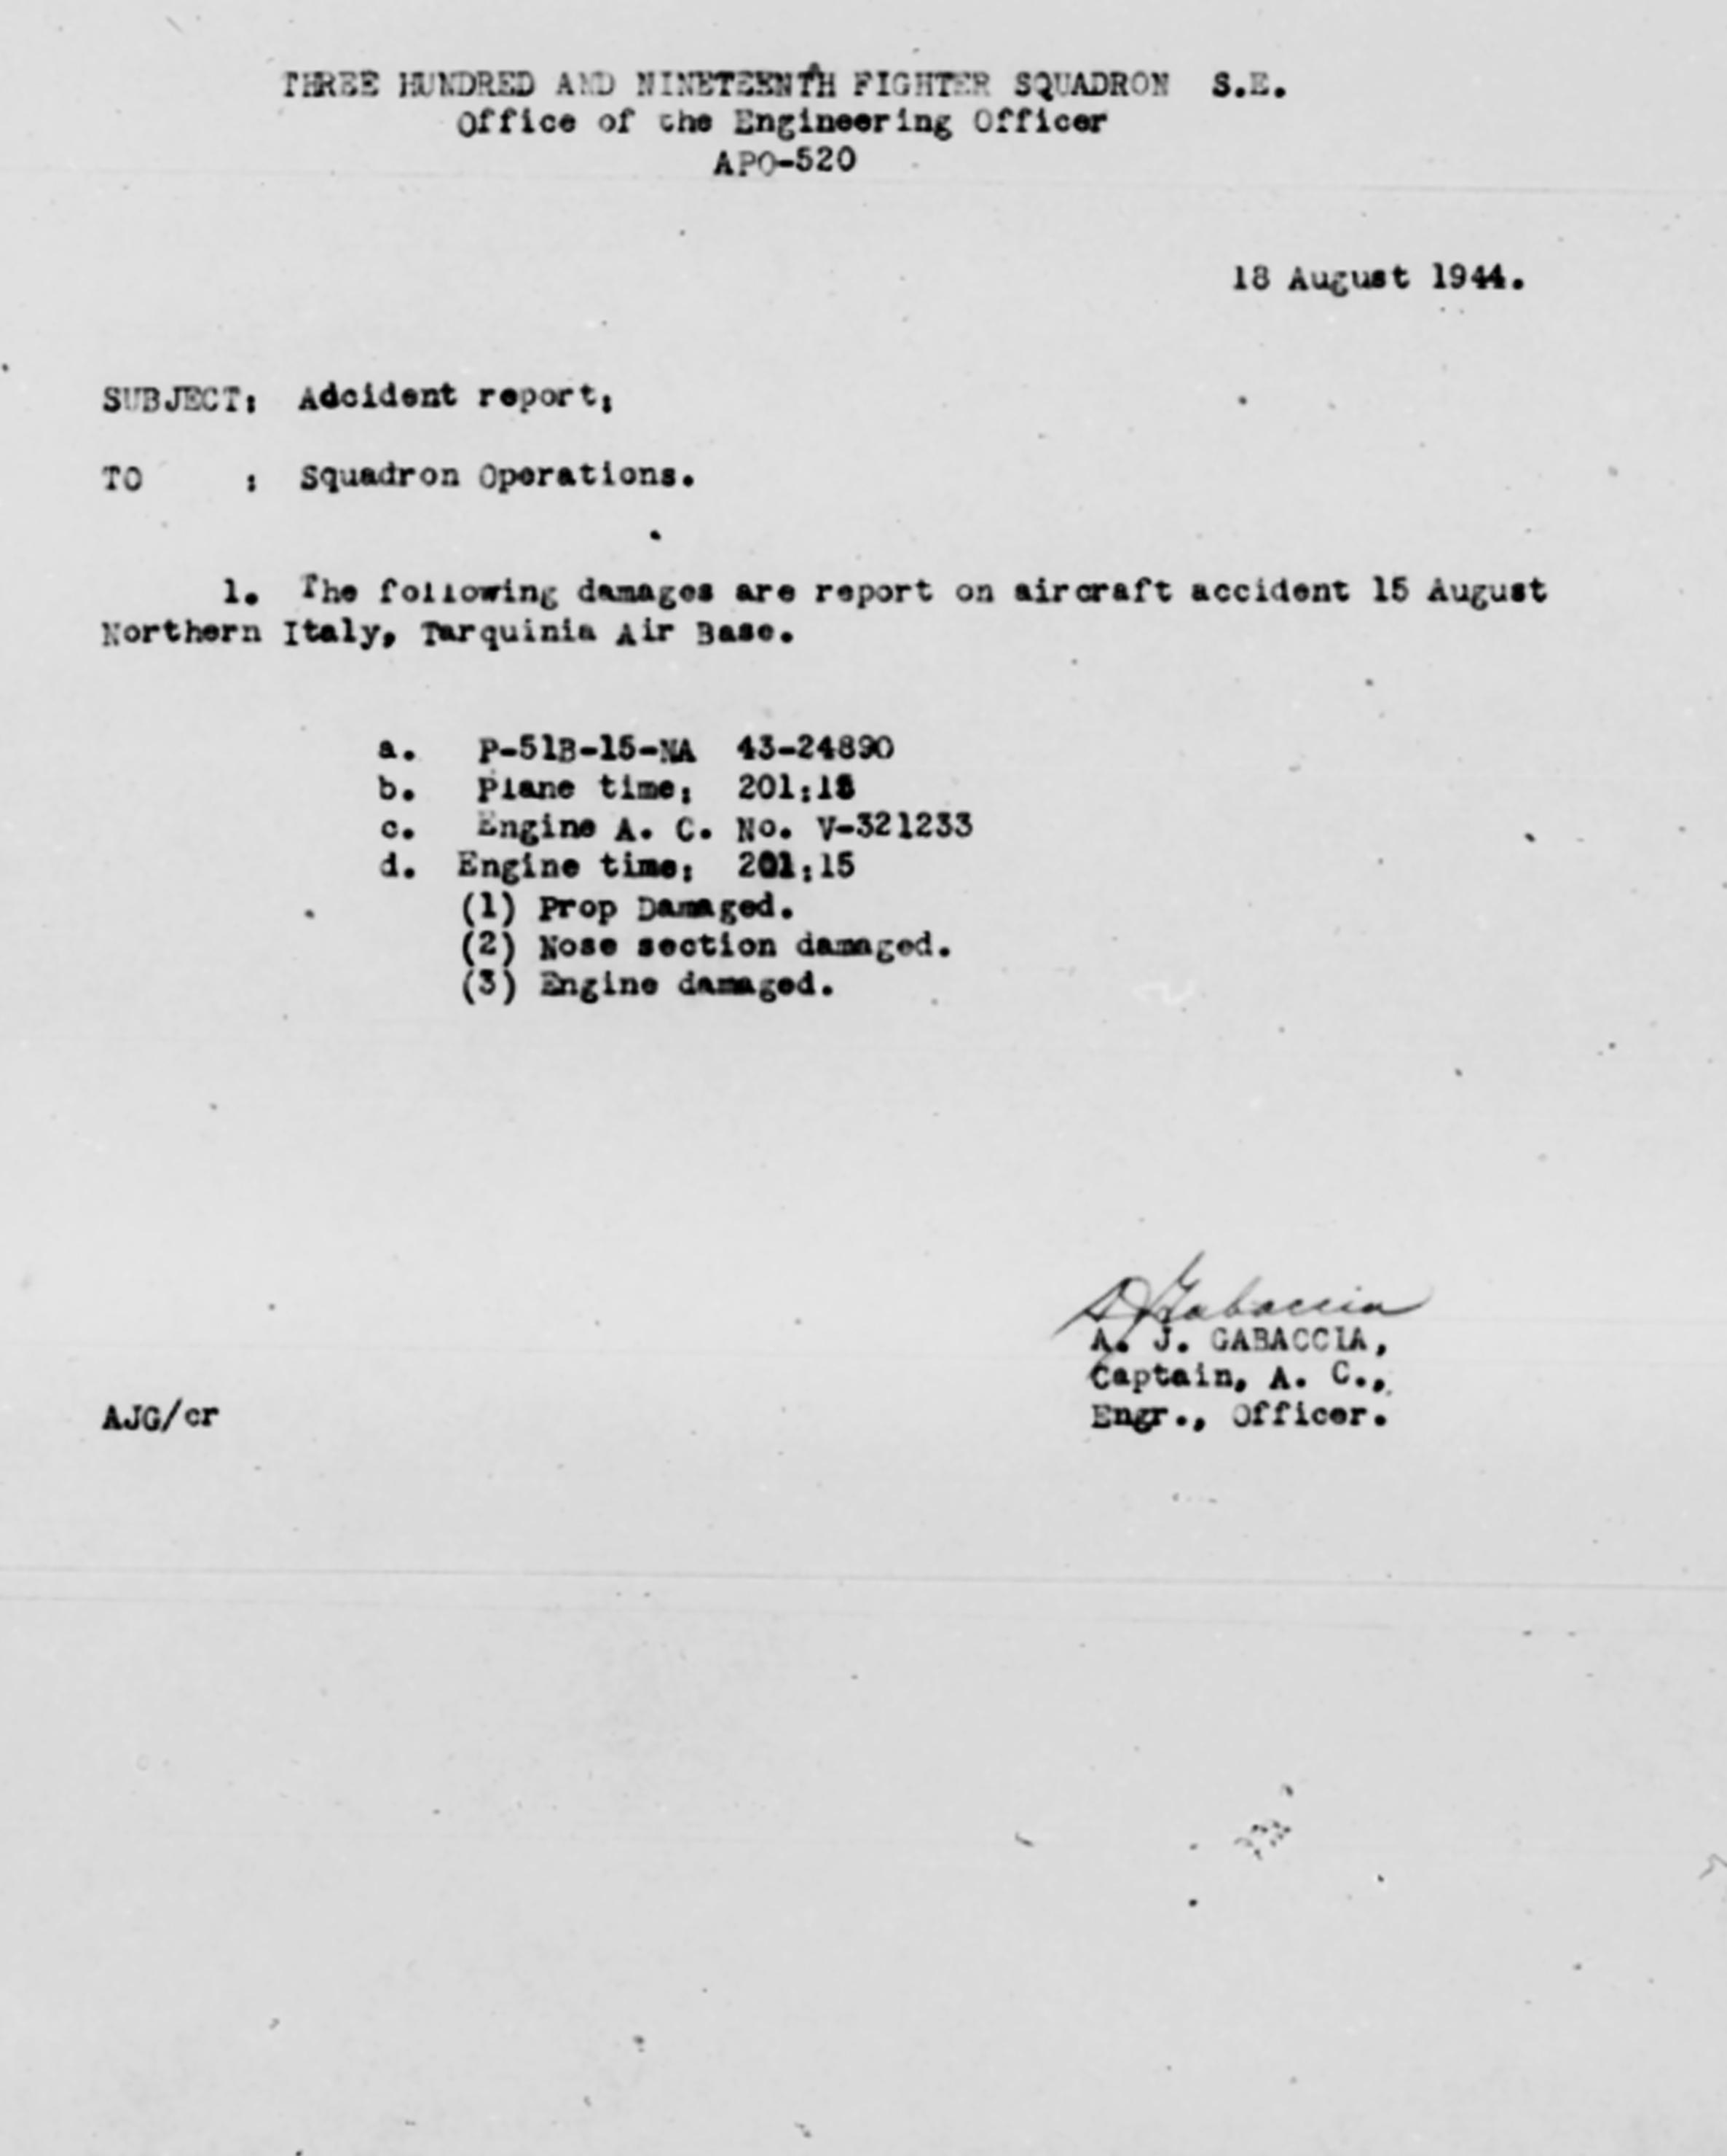 THREE HUNDRED AND NINETEENTH FIGHTER SQUADRON S.E.
Office of the Engineering Officer
APO-520
18 August 1944.
SUBJECT: Adcident report:
TO : Squadron Operations.
1. The following damages are report on aircraft accident 15 August
Northern Italy, Tarquinia Air Base.
a. P-51B-15-NA 43-24890
b. Plane time: 201:15
c. Engine A. C. No. V-321233
d. Engine time: 201:15
(1) Prop Damaged.
(2) Nose section damaged.
(3) Engine damaged.
A J Gabaccia
A. J. GABACCIA,
Captain, A. C.,
Engr., Officer.
AJG/cr